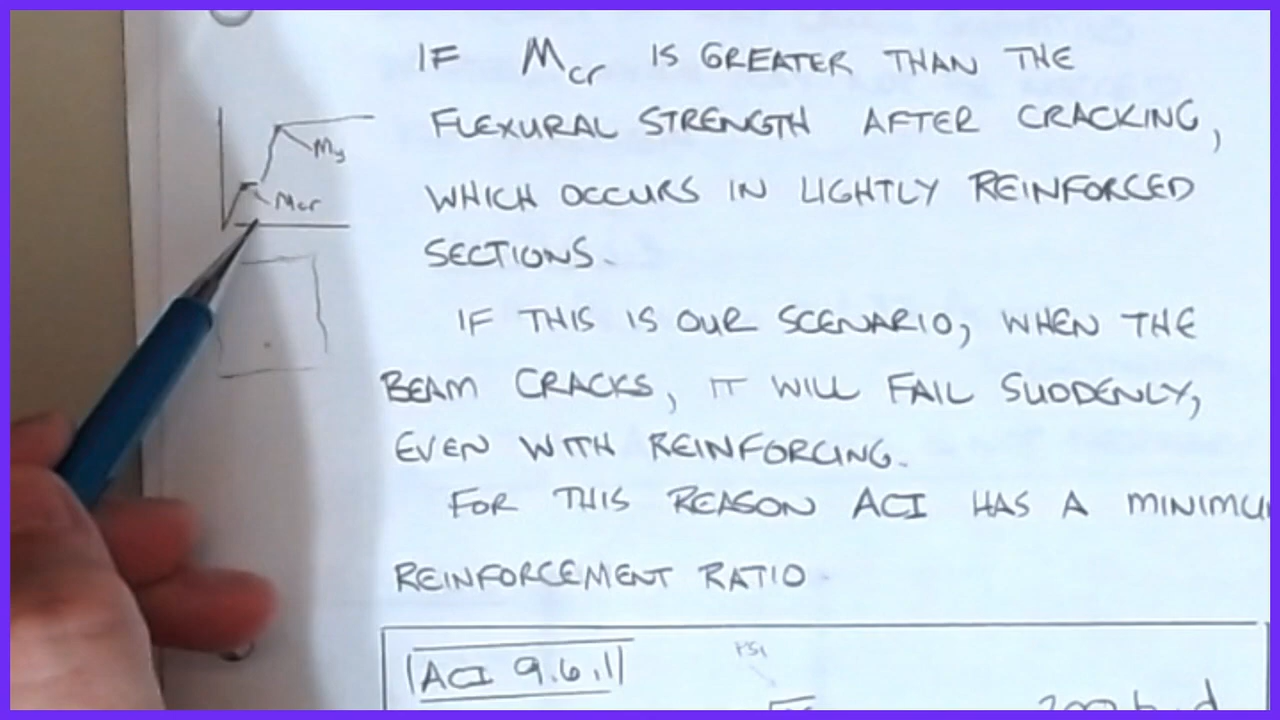 IF Mcr IS GREATER THAN THE
FLEXURAL STRENGTH AFTER CRACKING,
WHICH OCCURS IN LIGHTLY REINFORCED
SECTIONS.
My
Mcr
IF THIS IS OUR SCENARIO, WHEN THE
BEAM CRACKS, IT WILL FAIL SUDDENLY,
EVEN WITH REINFORCING.
FOR THIS REASON ACI HAS A MINIMU
REINFORCEMENT RATIO
ACI 9.6.1
PSI